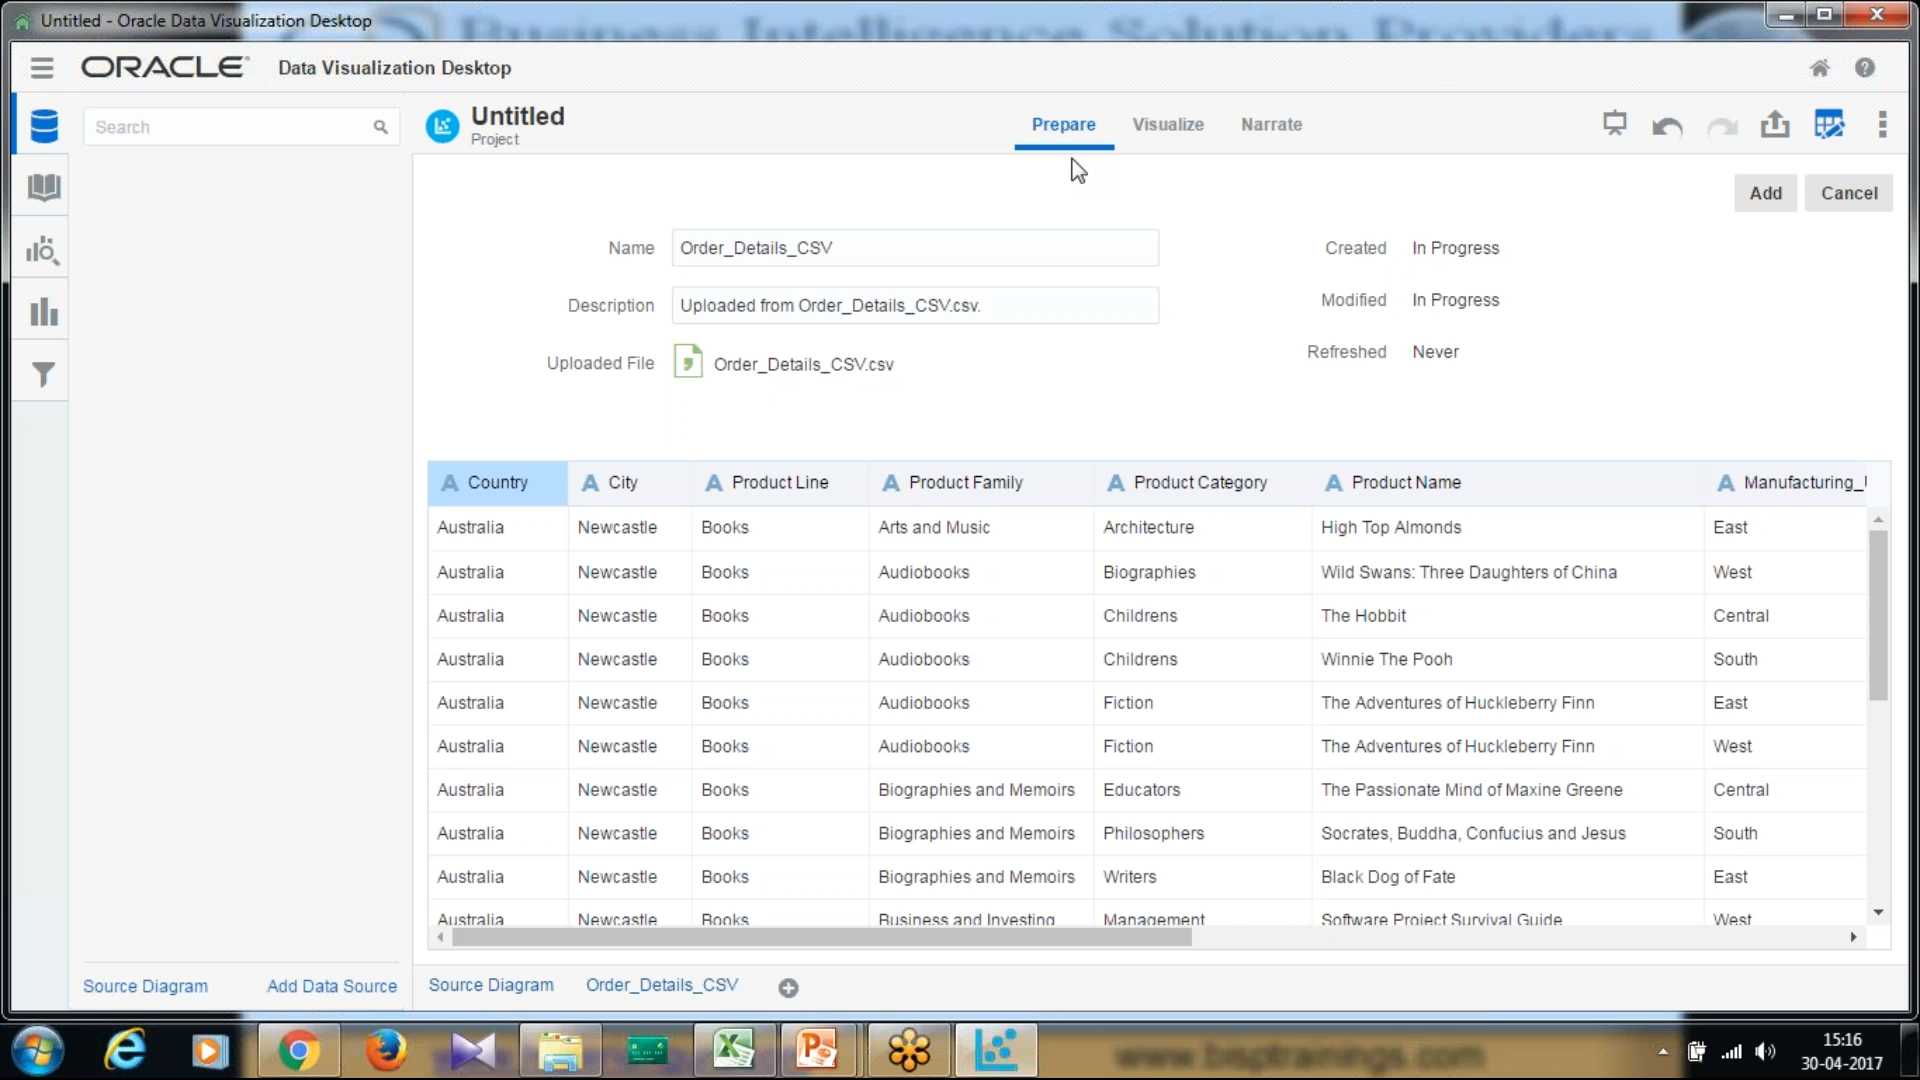 Untitled - Oracle Data Visualization Desktop
Business Intelligence Solution Providers
ORACLE Data Visualization Desktop
Search
Untitled
Project
Prepare Visualize Narrate
Add Cancel
Name Order_Details_CSV Created In Progress
Description Uploaded from Order_Details_CSV.csv. Modified In Progress
Uploaded File Order_Details_CSV.csv Refreshed Never
A Country A City A Product Line A Product Family A Product Category A Product Name A Manufacturing_
Australia Newcastle Books Arts and Music Architecture High Top Almonds East
Australia Newcastle Books Audiobooks Biographies Wild Swans: Three Daughters of China West
Australia Newcastle Books Audiobooks Childrens The Hobbit Central
Australia Newcastle Books Audiobooks Childrens Winnie The Pooh South
Australia Newcastle Books Audiobooks Fiction The Adventures of Huckleberry Finn East
Australia Newcastle Books Audiobooks Fiction The Adventures of Huckleberry Finn West
Australia Newcastle Books Biographies and Memoirs Educators The Passionate Mind of Maxine Greene Central
Australia Newcastle Books Biographies and Memoirs Philosophers Socrates, Buddha, Confucius and Jesus South
Australia Newcastle Books Biographies and Memoirs Writers Black Dog of Fate East
Australia Newcastle Books Business and Investing Management Software Project Survival Guide West
Source Diagram Add Data Source Source Diagram Order_Details_CSV
15:16
30-04-2017